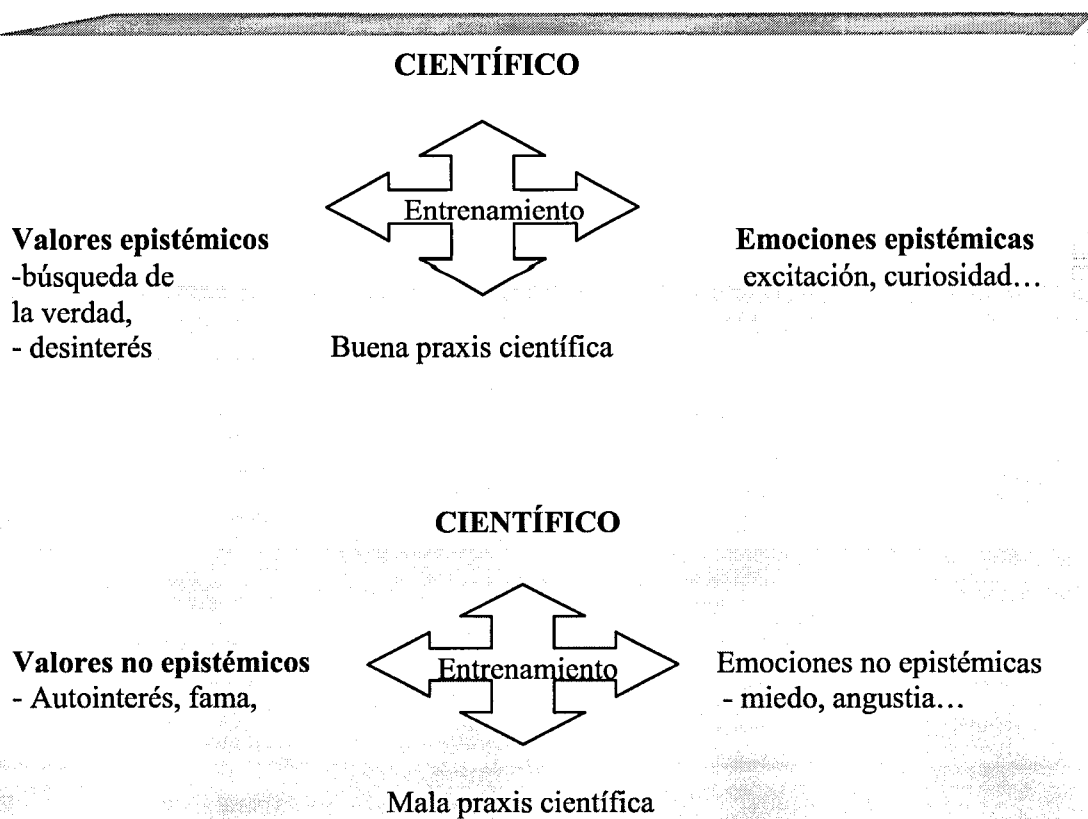 CIENTÍFICO
Entrenamiento
Valores epistémicos
-búsqueda de
la verdad,
- desinterés
Emociones epistémicas
excitación, curiosidad…
Buena praxis científica
CIENTÍFICO
Entrenamiento
Valores no epistémicos
- Autointerés, fama,
Emociones no epistémicas
- miedo, angustia…
Mala praxis científica